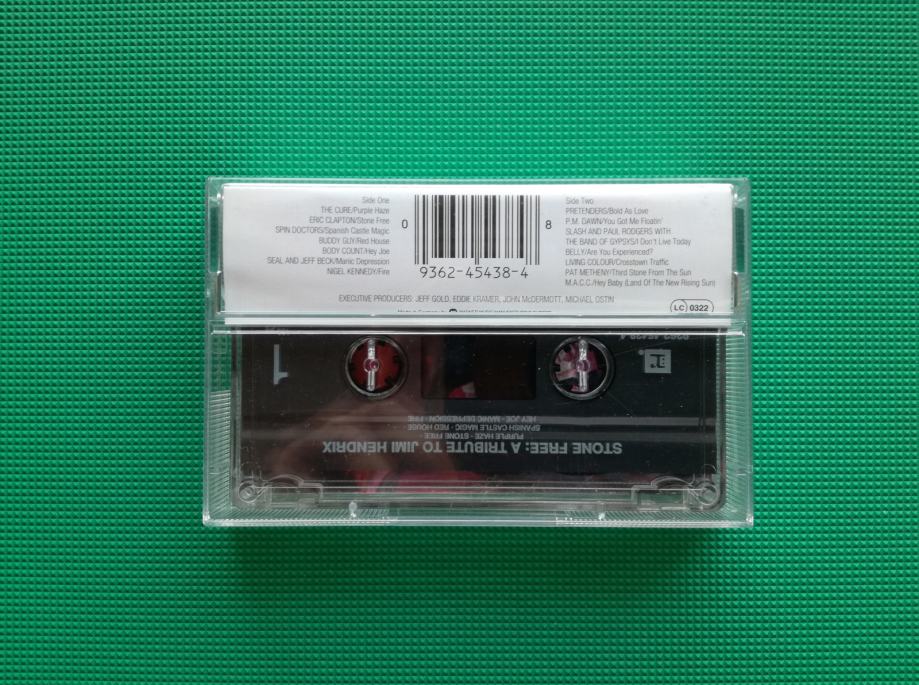 Side One
THE CURE/Purple Haze
ERIC CLAPTON/Stone Free
SPIN DOCTORS/Spanish Castle Magic
BUDDY GUY/Red House
BODY COUNT/Hey Joe
SEAL AND JEFF BECK/Manic Depression
NIGEL KENNEDY/Fire
0
8
9362-45438-4
Side Two
PRETENDERS/Bold As Love
P.M. DAWN/You Got Me Floatin'
SLASH AND PAUL RODGERS WITH
THE BAND OF GYPSYS/I Don't Live Today
BELLY/Are You Experienced?
LIVING COLOUR/Crosstown Traffic
PAT METHENY/Third Stone From The Sun
M.A.C.C./Hey Baby (Land Of The New Rising Sun)
EXECUTIVE PRODUCERS: JEFF GOLD, EDDIE KRAMER, JOHN McDERMOTT, MICHAEL OSTIN
LC 0322
STONE FREE: A TRIBUTE TO JIMI HENDRIX
PURPLE HAZE · STONE FREE ·
SPANISH CASTLE MAGIC · RED HOUSE ·
HEY JOE · MANIC DEPRESSION · FIRE
1